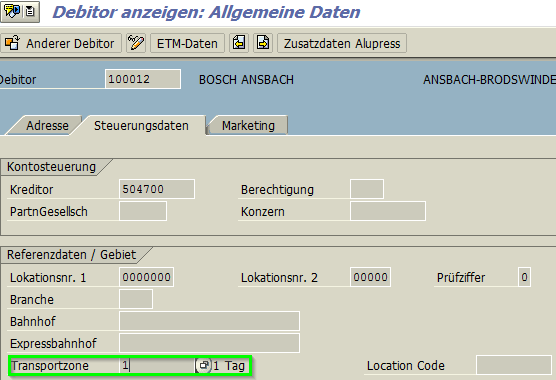 Debitor anzeigen: Allgemeine Daten
Anderer Debitor ETM-Daten Zusatzdaten Alupress
Debitor 100012 BOSCH ANSBACH ANSBACH-BRODSWINDE
Adresse Steuerungsdaten Marketing
Kontosteuerung
Kreditor 504700 Berechtigung
PartnGesellsch Konzern
Referenzdaten / Gebiet
Lokationsnr. 1 0000000 Lokationsnr. 2 00000 Prüfziffer 0
Branche
Bahnhof
Expressbahnhof
Transportzone 1 1 Tag Location Code